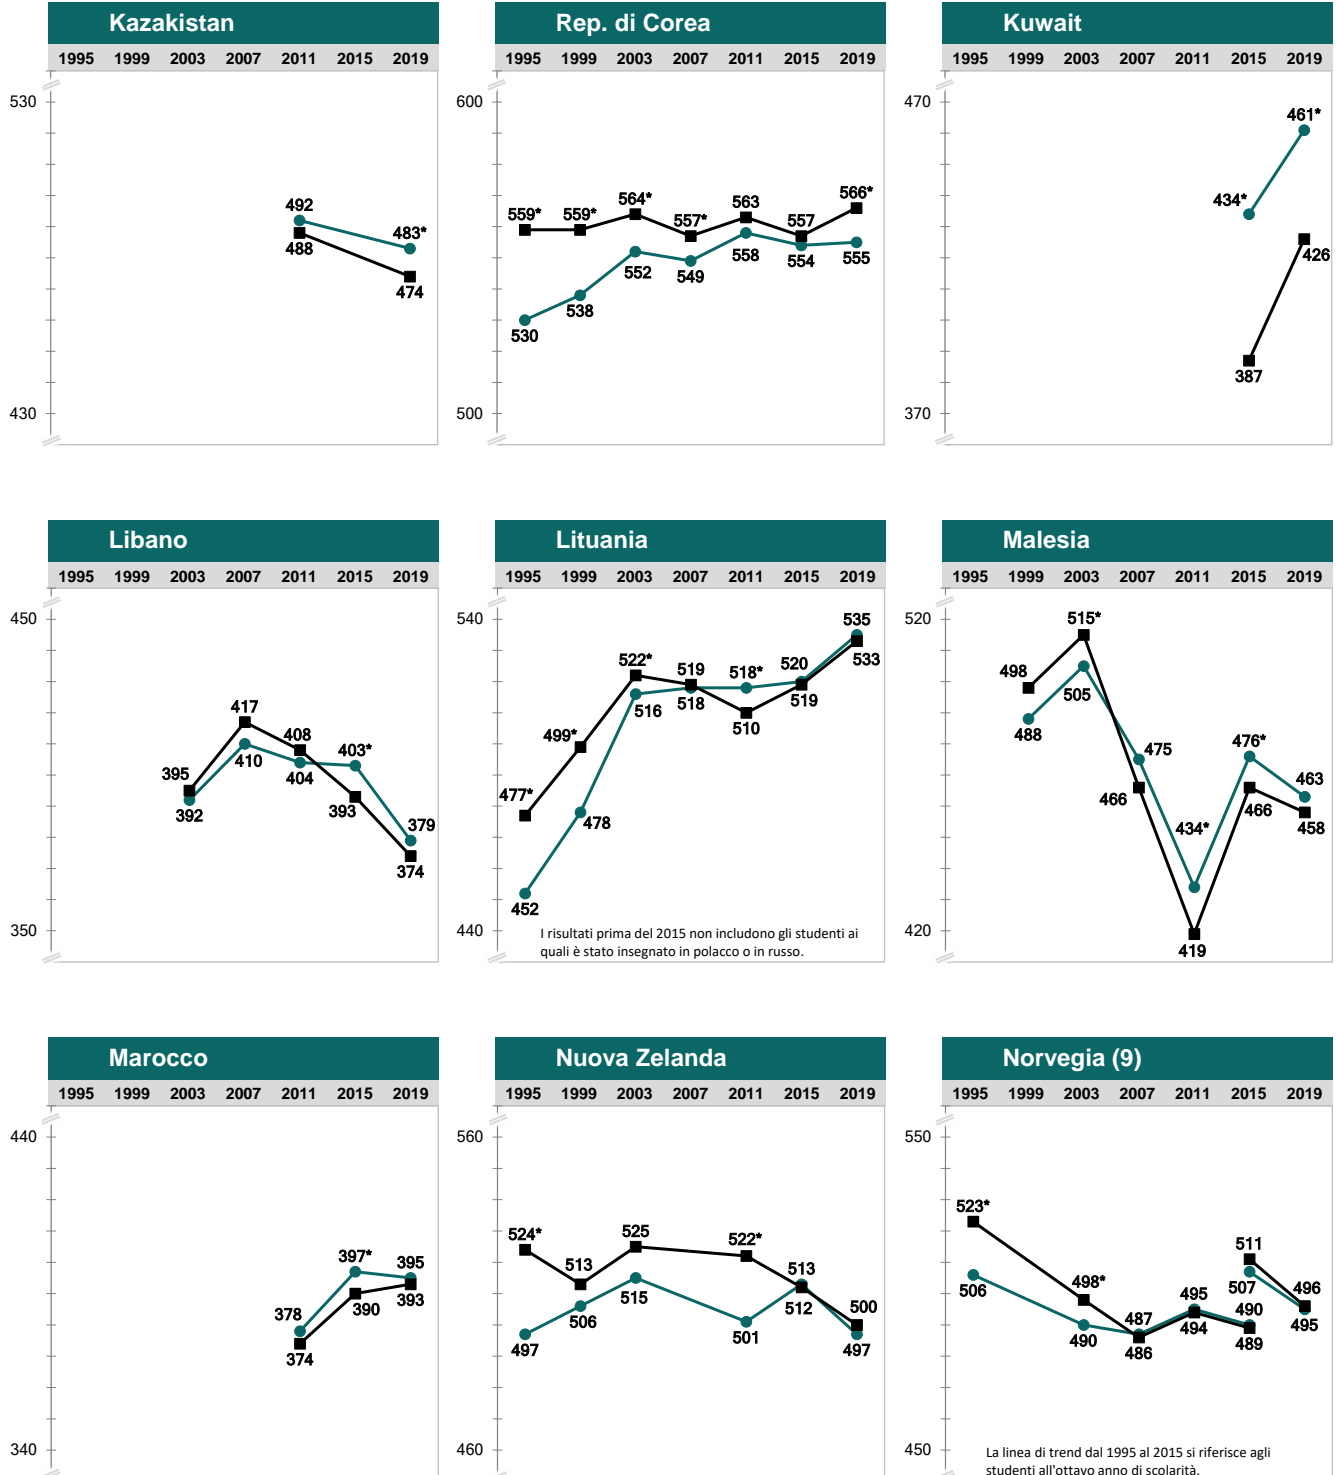 Kazakistan
1995 1999 2003 2007 2011 2015 2019
530
492
483*
488
474
430
Rep. di Corea
1995 1999 2003 2007 2011 2015 2019
600
559* 559* 564* 557* 563 557 566*
530 538 552 549 558 554 555
500
Kuwait
1995 1999 2003 2007 2011 2015 2019
470
461*
434*
426
387
370
Libano
1995 1999 2003 2007 2011 2015 2019
450
417
408
403*
395
410
404
392
393
379
374
350
Lituania
1995 1999 2003 2007 2011 2015 2019
540
535
522* 519 518* 520
533
499*
516 518 510 519
477*
478
452
440
I risultati prima del 2015 non includono gli studenti ai
quali è stato insegnato in polacco o in russo.
Malesia
1995 1999 2003 2007 2011 2015 2019
520
515*
498
505
488
475
476*
463
466
466
458
434*
420
419
Marocco
1995 1999 2003 2007 2011 2015 2019
440
397* 395
378
390 393
374
340
Nuova Zelanda
1995 1999 2003 2007 2011 2015 2019
560
524* 513 525 522* 513
500
497 506 515 501 512 497
460
Norvegia (9)
1995 1999 2003 2007 2011 2015 2019
550
523*
511
498*
506
507
496
487 495 490
490 486 494 489 495
450
La linea di trend dal 1995 al 2015 si riferisce agli
studenti all'ottavo anno di scolarità.